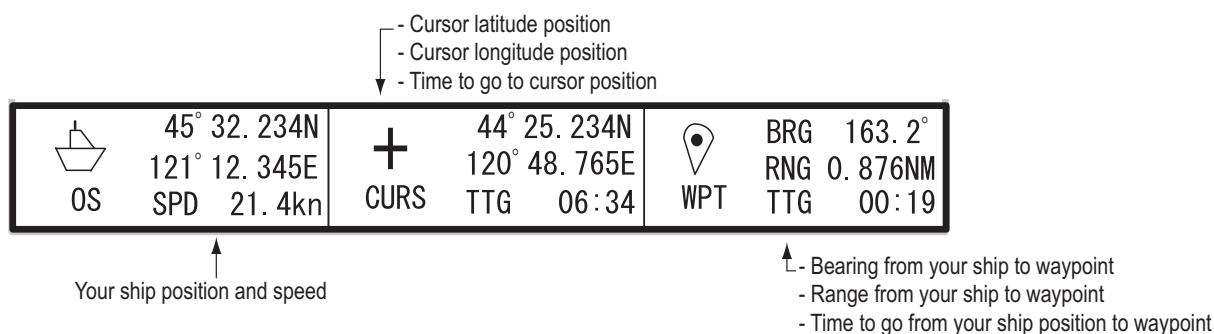 - Cursor latitude position
- Cursor longitude position
- Time to go to cursor position
45° 32. 234N
121° 12. 345E
OS SPD 21. 4kn
44° 25. 234N
120° 48. 765E
CURS TTG 06:34
BRG 163. 2°
RNG 0. 876NM
WPT TTG 00:19
Your ship position and speed
- Bearing from your ship to waypoint
- Range from your ship to waypoint
- Time to go from your ship position to waypoint